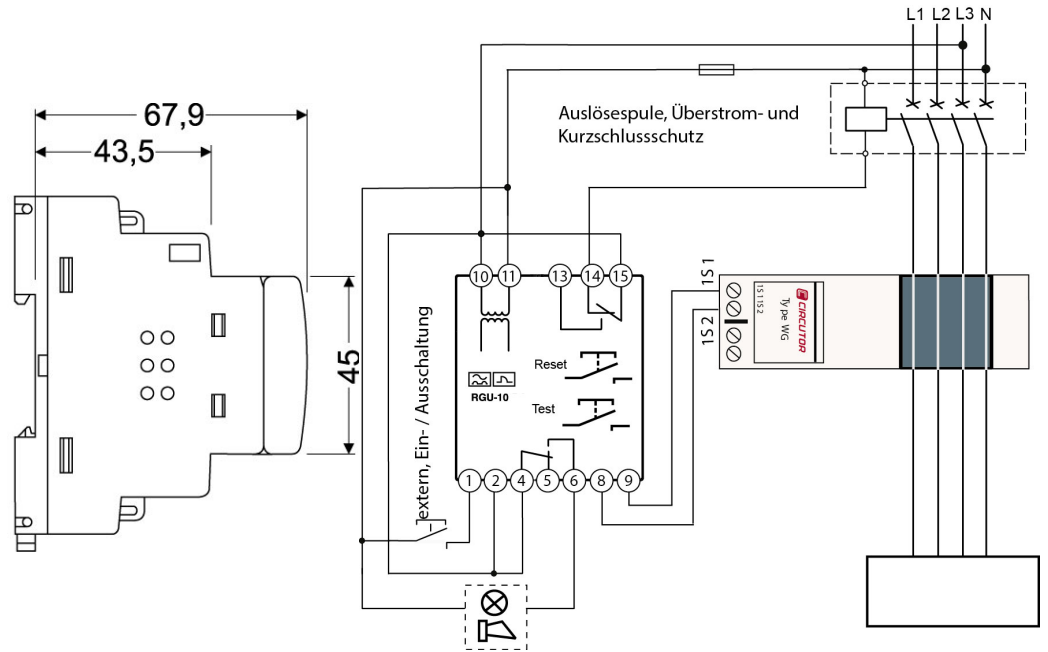 L1 L2 L3 N
67,9
43,5
45
Auslösespule, Überstrom- und
Kurzschlussschutz
10 11 13 14 15
1S 1
1S 2
1S 1 1S 2
CIRCUTOR
Type WG
extern, Ein- / Ausschaltung
Reset
RGU-10
Test
1 2 4 5 6 8 9